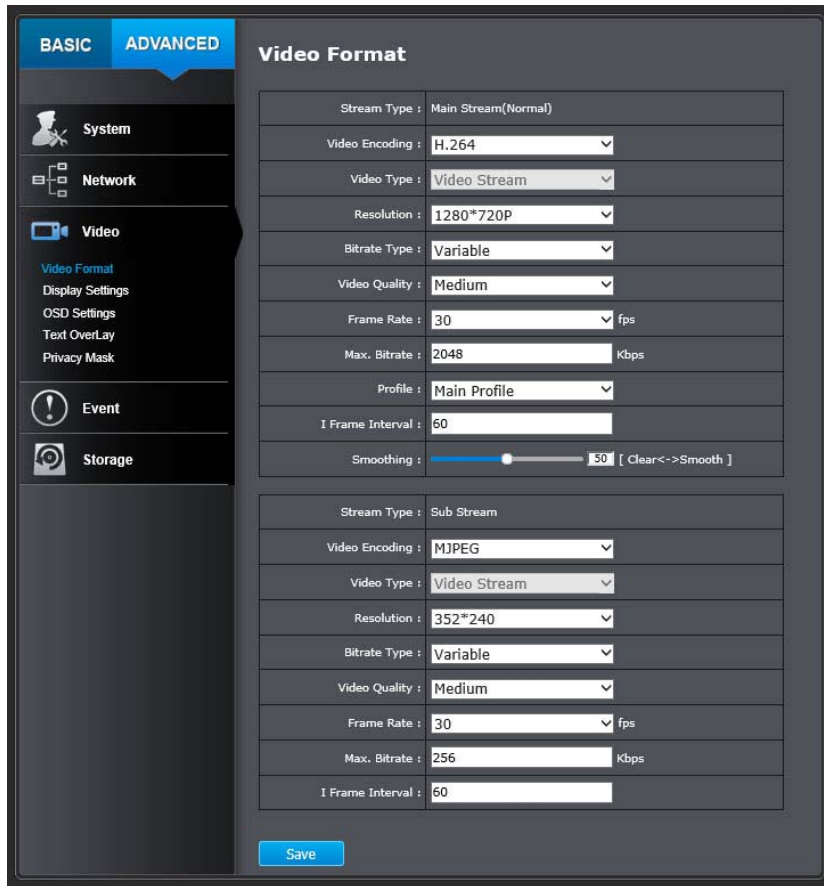 BASIC ADVANCED
System
Network
Video
Video Format
Display Settings
OSD Settings
Text OverLay
Privacy Mask
Event
Storage
Video Format
Stream Type : Main Stream(Normal)
Video Encoding : H.264
Video Type : Video Stream
Resolution : 1280*720P
Bitrate Type : Variable
Video Quality : Medium
Frame Rate : 30 fps
Max. Bitrate : 2048 Kbps
Profile : Main Profile
I Frame Interval : 60
Smoothing : 50 [ Clear<->Smooth ]
Stream Type : Sub Stream
Video Encoding : MJPEG
Video Type : Video Stream
Resolution : 352*240
Bitrate Type : Variable
Video Quality : Medium
Frame Rate : 30 fps
Max. Bitrate : 256 Kbps
I Frame Interval : 60
Save